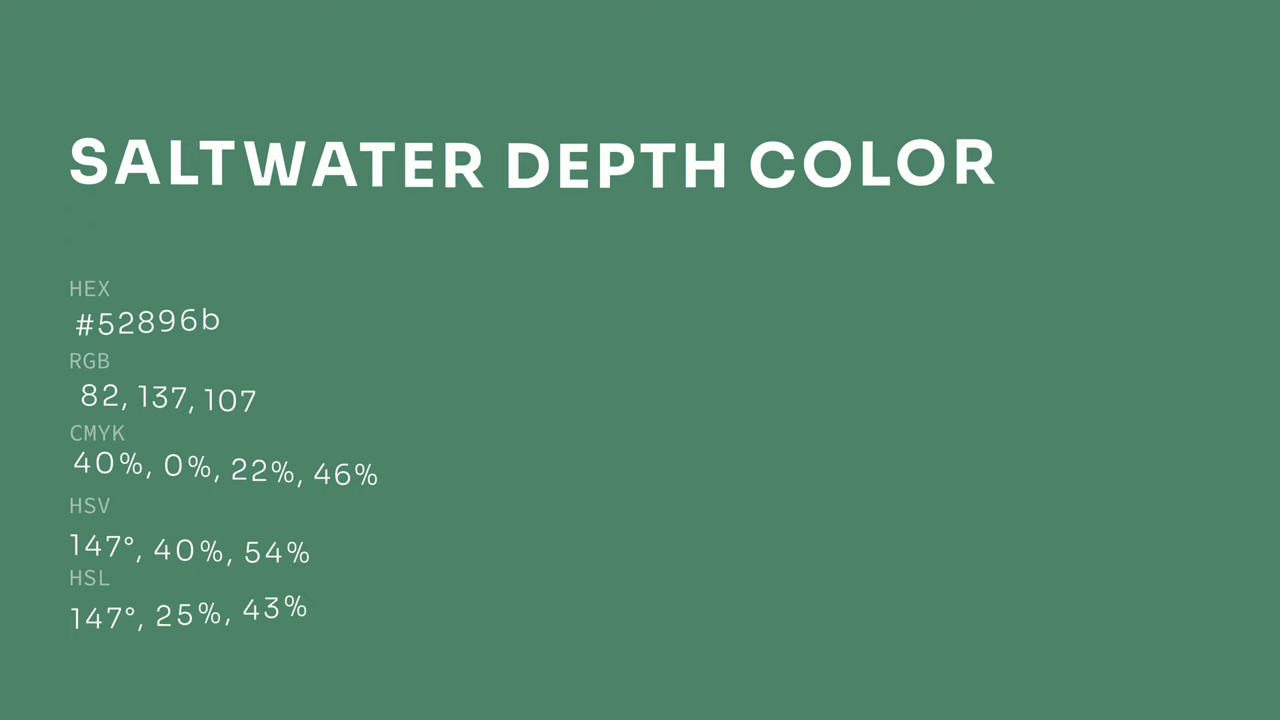 SALTWATER DEPTH COLOR
HEX
#52896b
RGB
82, 137, 107
CMYK
40%, 0%, 22%, 46%
HSV
147°, 40%, 54%
HSL
147°, 25%, 43%